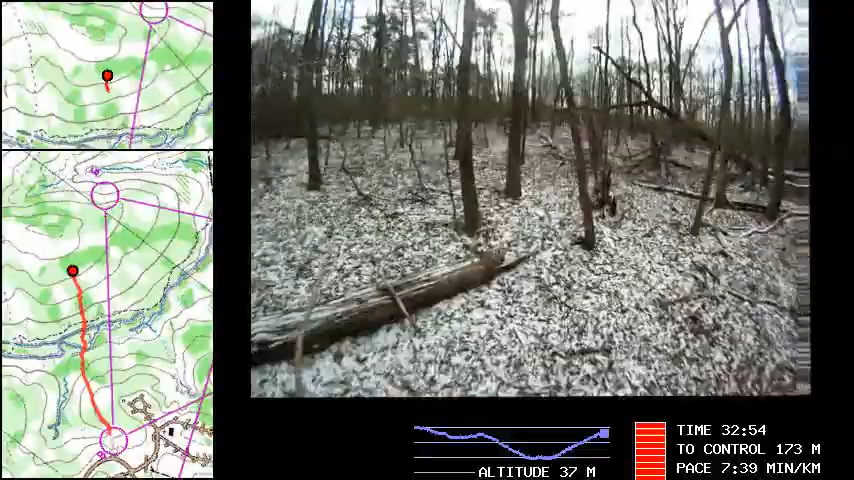 TIME 32:54
TO CONTROL 173 M
ALTITUDE 37 M
PACE 7:39 MIN/KM